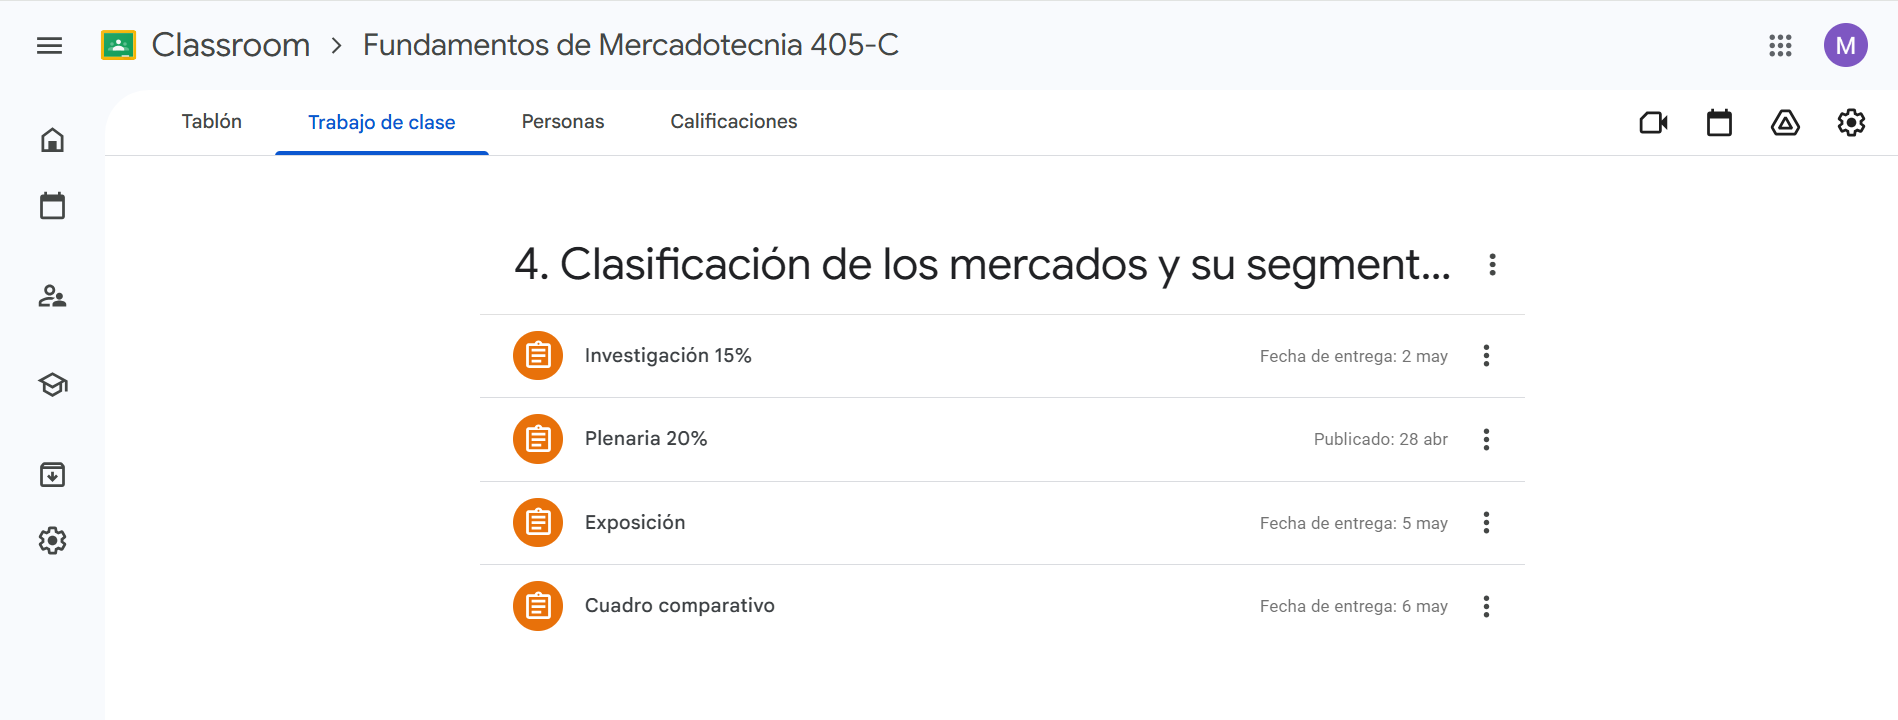 Classroom > Fundamentos de Mercadotecnia 405-C
M
Tablón
Trabajo de clase
Personas
Calificaciones
4. Clasificación de los mercados y su segment...
Investigación 15%
Fecha de entrega: 2 may
Plenaria 20%
Publicado: 28 abr
Exposición
Fecha de entrega: 5 may
Cuadro comparativo
Fecha de entrega: 6 may